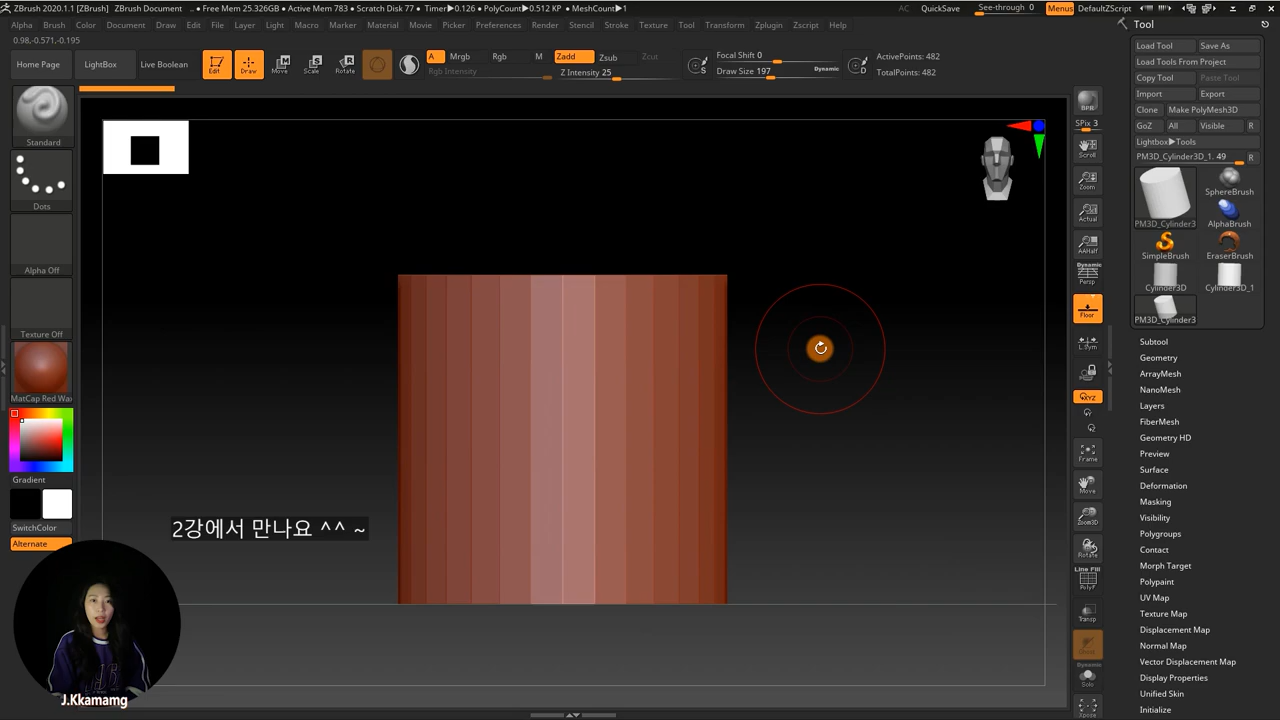 ZBrush 2020.1.1 [ZBrush] ZBrush Document .. ● Free Mem 25.326GB ● Active Mem 783 ● Scratch Disk 77 ● Timer▶0.126 ● PolyCount▶0.512 KP ● MeshCount▶1
AC QuickSave See-through 0 Menus DefaultZScript
Alpha Brush Color Document Draw Edit File Layer Light Macro Marker Material Movie Picker Preferences Render Stencil Stroke Texture Tool Transform Zplugin Zscript Help
Tool
0.98,-0.571,-0.195
Home Page LightBox Live Boolean
Edit Draw Move Scale Rotate
A Mrgb Rgb M Zadd Zsub Zcut
Rgb Intensity Z Intensity 25
Focal Shift 0
Draw Size 197 Dynamic
S
D
ActivePoints: 482
TotalPoints: 482
Standard
Dots
Alpha Off
Texture Off
MatCap Red Wax
Gradient
SwitchColor
Alternate
2강에서 만나요 ^^ ~
J.Kkamamg
BPR
SPix 3
Scroll
Zoom
Actual
AAHalf
Dynamic
Persp
Floor
L.Sym
XYZ
Frame
Move
Zoom3D
Rotate
Line Fill
PolyF
Transp
Ghost
Dynamic
Solo
Xpose
Load Tool Save As
Load Tools From Project
Copy Tool Paste Tool
Import Export
Clone Make PolyMesh3D
GoZ All Visible R
Lightbox▶Tools
PM3D_Cylinder3D_1. 49 R
PM3D_Cylinder3
SphereBrush
AlphaBrush
SimpleBrush
EraserBrush
Cylinder3D
Cylinder3D_1
PM3D_Cylinder3
Subtool
Geometry
ArrayMesh
NanoMesh
Layers
FiberMesh
Geometry HD
Preview
Surface
Deformation
Masking
Visibility
Polygroups
Contact
Morph Target
Polypaint
UV Map
Texture Map
Displacement Map
Normal Map
Vector Displacement Map
Display Properties
Unified Skin
Initialize